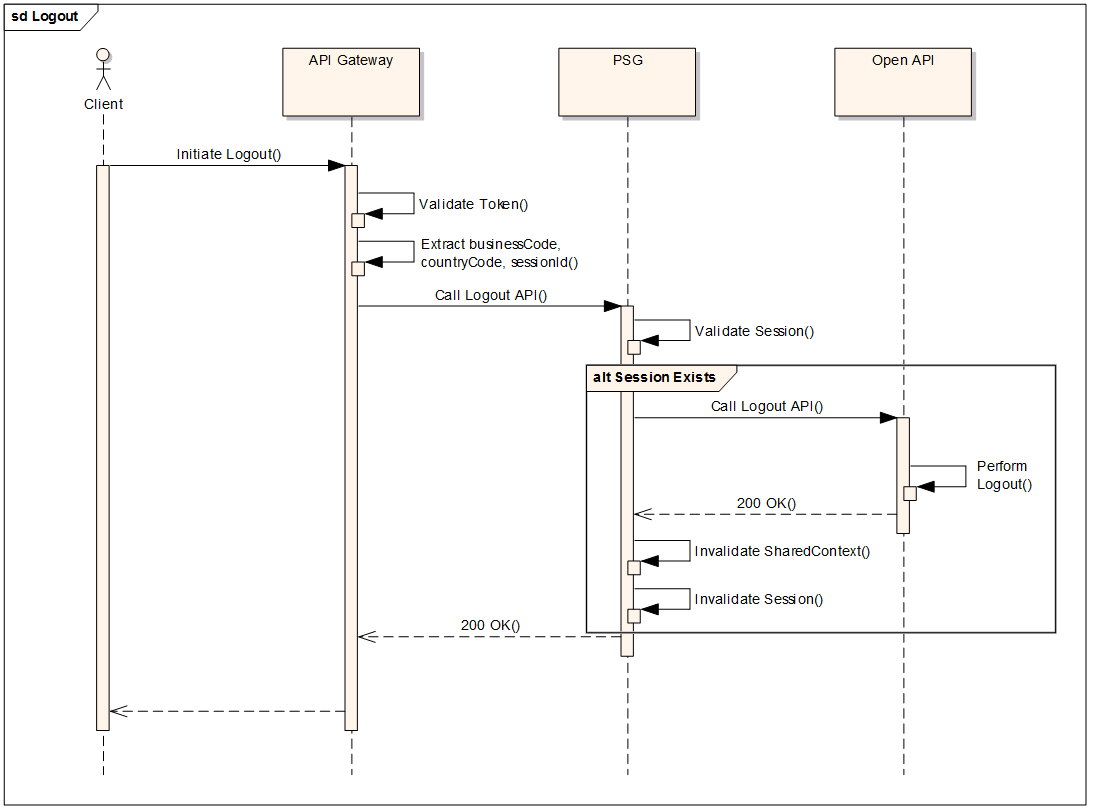 sd Logout
API Gateway
PSG
Open API
Client
Initiate Logout()
Validate Token()
Extract businessCode,
countryCode, sessionId()
Call Logout API()
Validate Session()
alt Session Exists
Call Logout API()
Perform
Logout()
200 OK()
Invalidate SharedContext()
Invalidate Session()
200 OK()